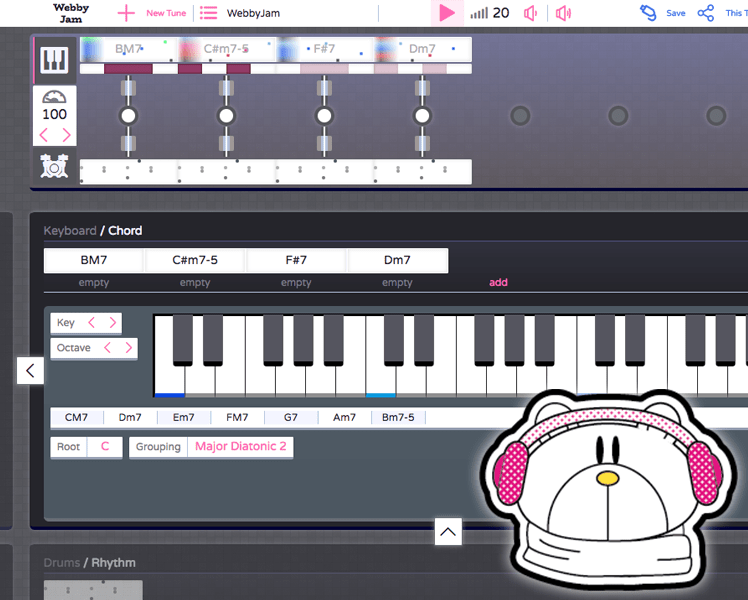 Webby
Jam
New Tune
WebbyJam
20
Save
This T
BM7
C#m7-5
F#7
Dm7
100
Keyboard / Chord
BM7
C#m7-5
F#7
Dm7
empty
empty
empty
empty
add
Key
Octave
CM7
Dm7
Em7
FM7
G7
Am7
Bm7-5
Root
C
Grouping
Major Diatonic 2
Drums / Rhythm